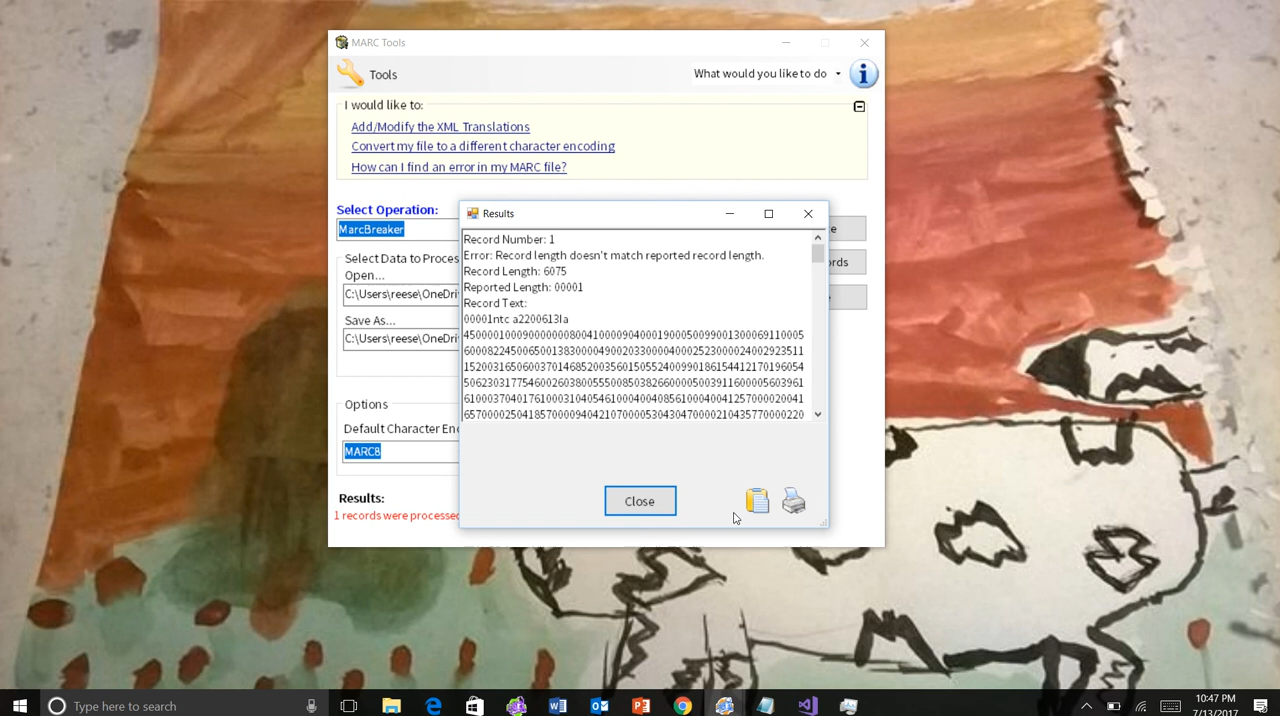 MARC Tools
Tools
What would you like to do
I would like to:
Add/Modify the XML Translations
Convert my file to a different character encoding
How can I find an error in my MARC file?
Select Operation:
MarcBreaker
Select Data to Proces
Open...
C:\Users\reese\OneDri
Save As...
C:\Users\reese\OneDri
Options
Default Character En
MARC8
Results:
1 records were processed
Results
Record Number: 1
Error: Record length doesn't match reported record length.
Record Length: 6075
Reported Length: 00001
Record Text:
00001ntc a2200613Ia
4500001000900000008004100009040001900050099001300069110005
6000822450065001383000049002033000040002523000024002923511
1520031650600370146852003560150552400990186154412170196054
5062303177546002603800555008503826600005003911600005603961
6100037040176100031040546100040040856100040041257000020041
6570000250418570000940421070000530430470000210435770000220
Close
Type here to search
10:47 PM
7/13/2017